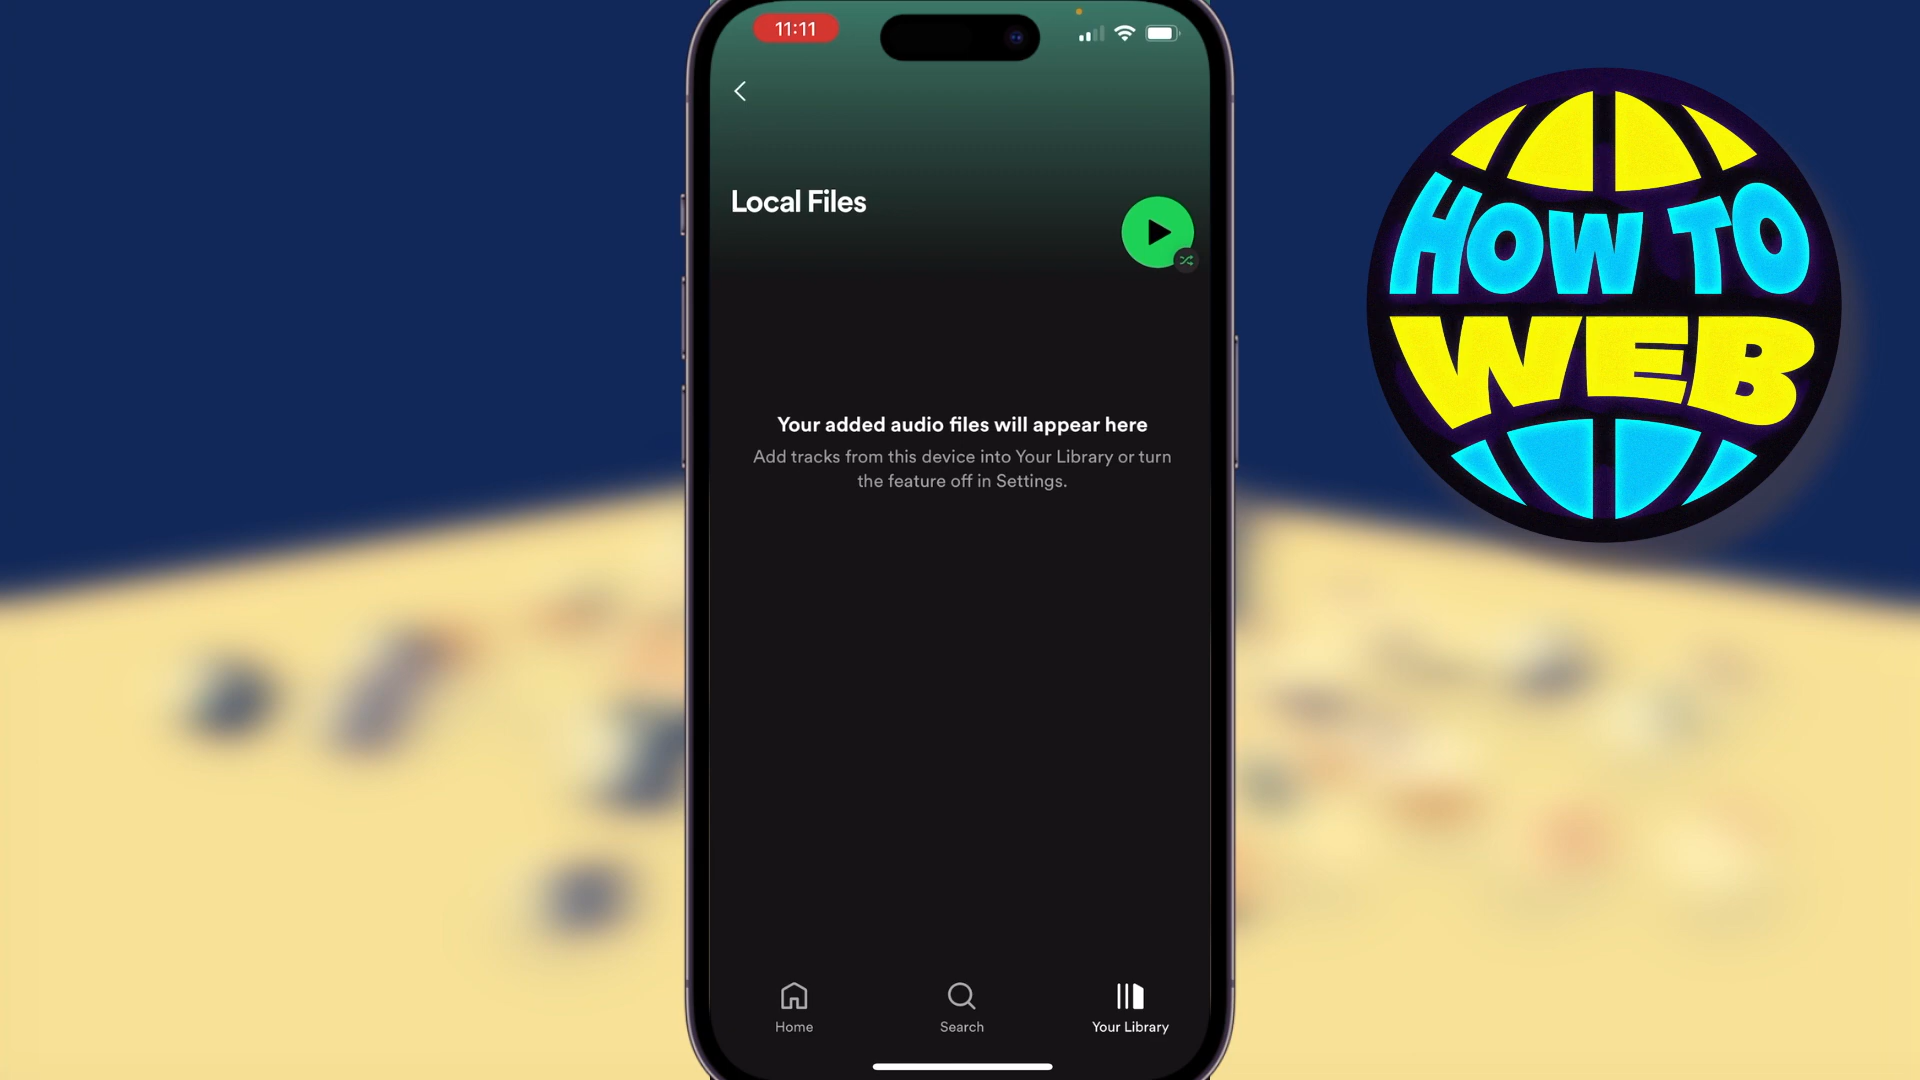 11:11
Local Files
Your added audio files will appear here
Add tracks from this device into Your Library or turn
the feature off in Settings.
Home
Search
Your Library
HOW TO
WEB